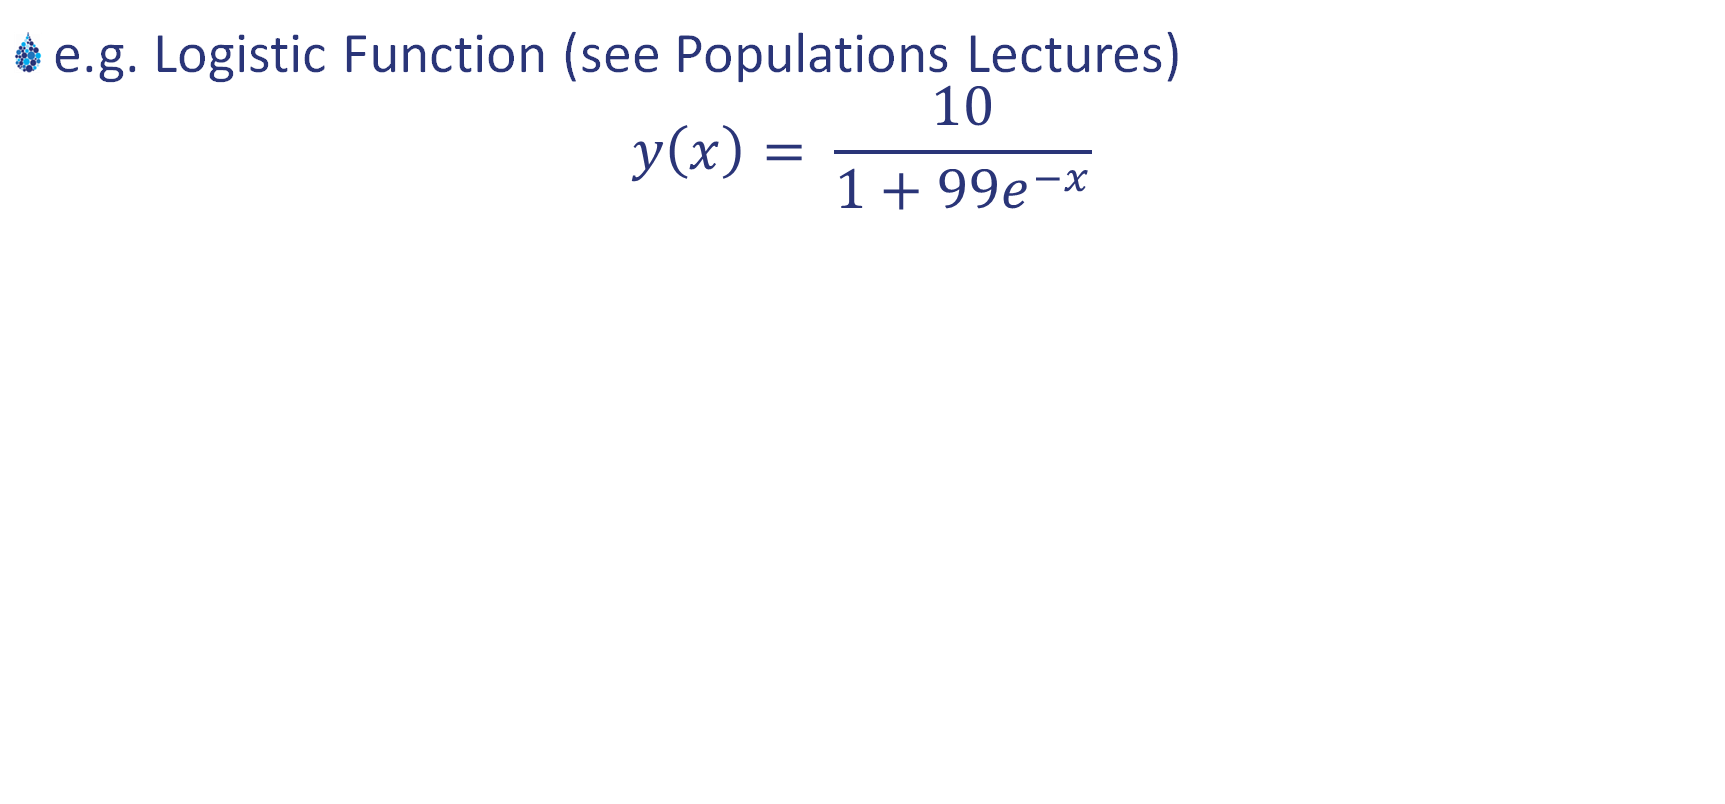 e.g. Logistic Function (see Populations Lectures)
y(x) = 10 / (1 + 99e^{−x})